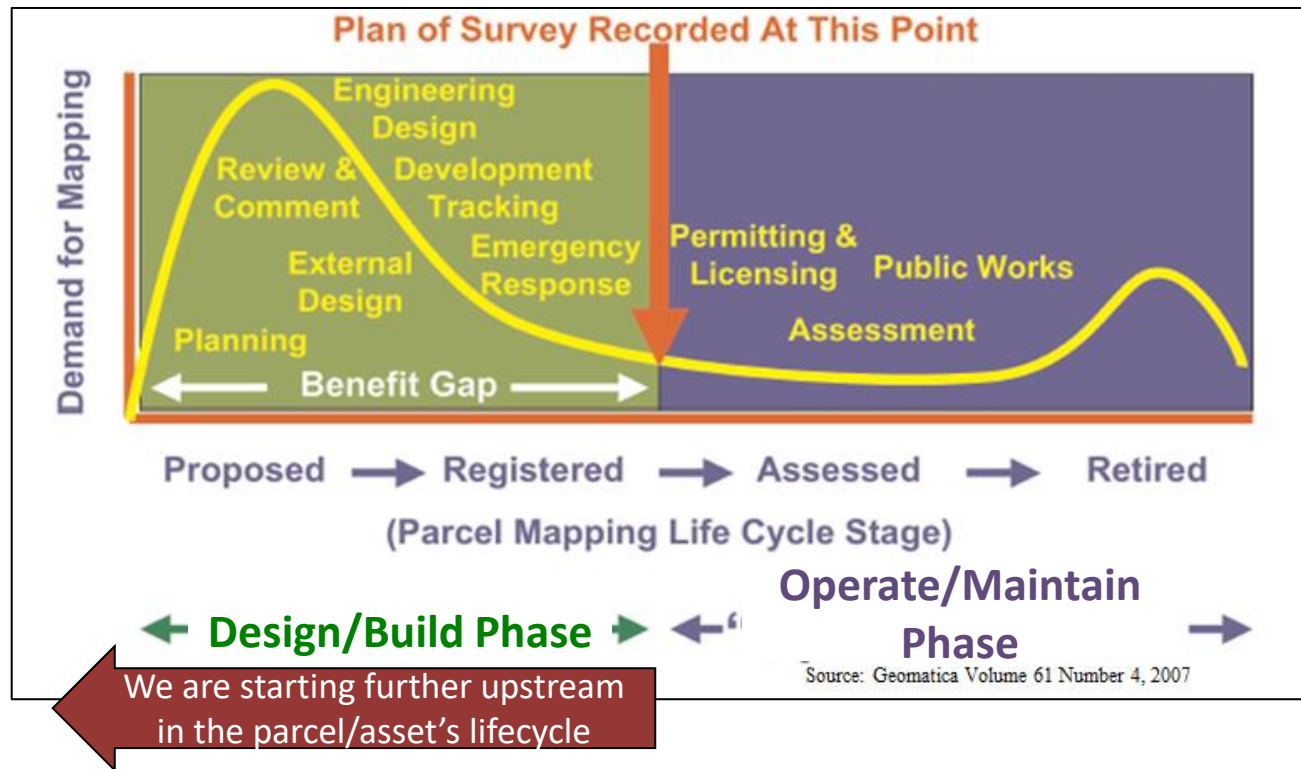 Plan of Survey Recorded At This Point
Demand for Mapping
Engineering
Design
Review &
Comment
Development
Tracking
External
Design
Emergency
Response
Planning
Benefit Gap
Permitting &
Licensing
Public Works
Assessment
Proposed
Registered
Assessed
Retired
(Parcel Mapping Life Cycle Stage)
Design/Build Phase
Operate/Maintain
Phase
Source: Geomatica Volume 61 Number 4, 2007
We are starting further upstream
in the parcel/asset’s lifecycle